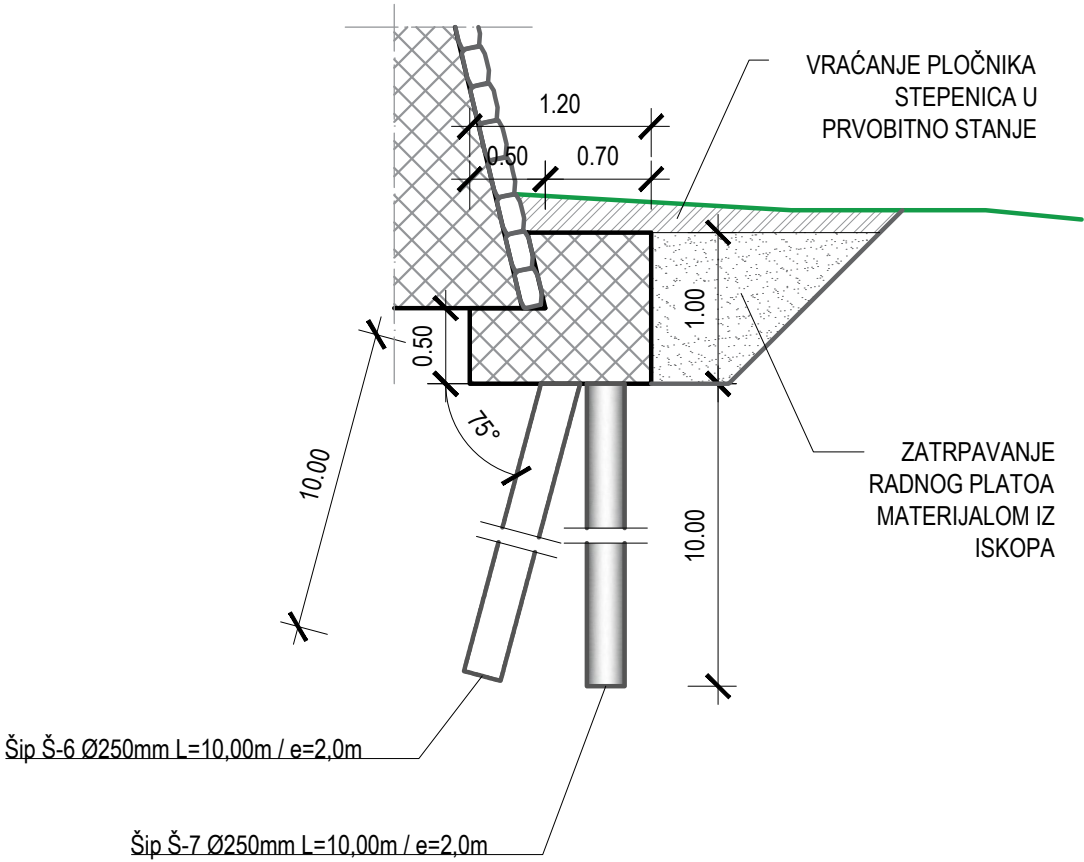 VRAĆANJE PLOČNIKA
STEPENICA U
PRVOBITNO STANJE
1.20
0.50
0.70
1.00
0.50
75°
10.00
10.00
ZATRPAVANJE
RADNOG PLATOA
MATERIJALOM IZ
ISKOPA
Šip Š-6 Ø250mm L=10,00m / e=2,0m
Šip Š-7 Ø250mm L=10,00m / e=2,0m